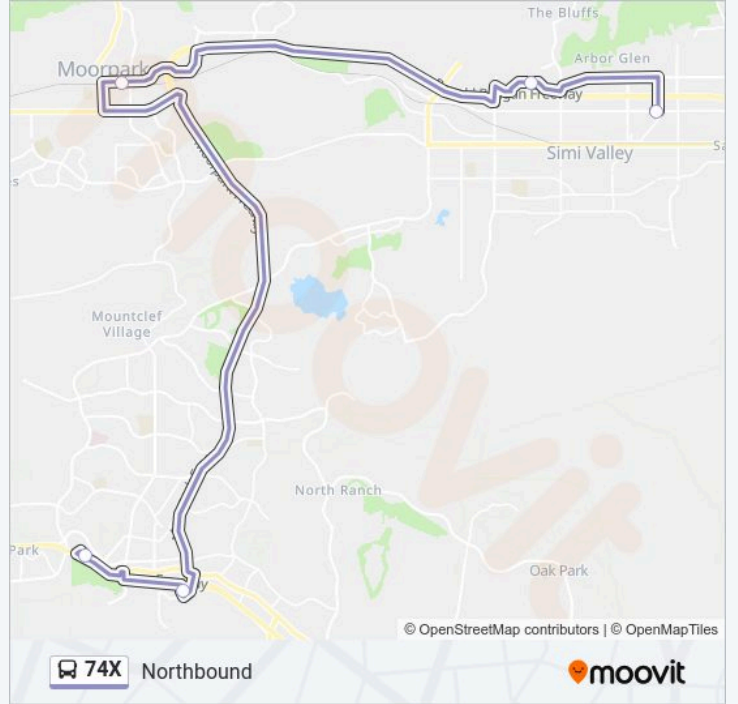 The Bluffs
Arbor Glen
Moorpark
Freeway
Simi Valley
Mountclef
Village
North Ranch
Park
Oak Park
© OpenStreetMap contributors | © OpenMapTiles
74X
Northbound
moovit